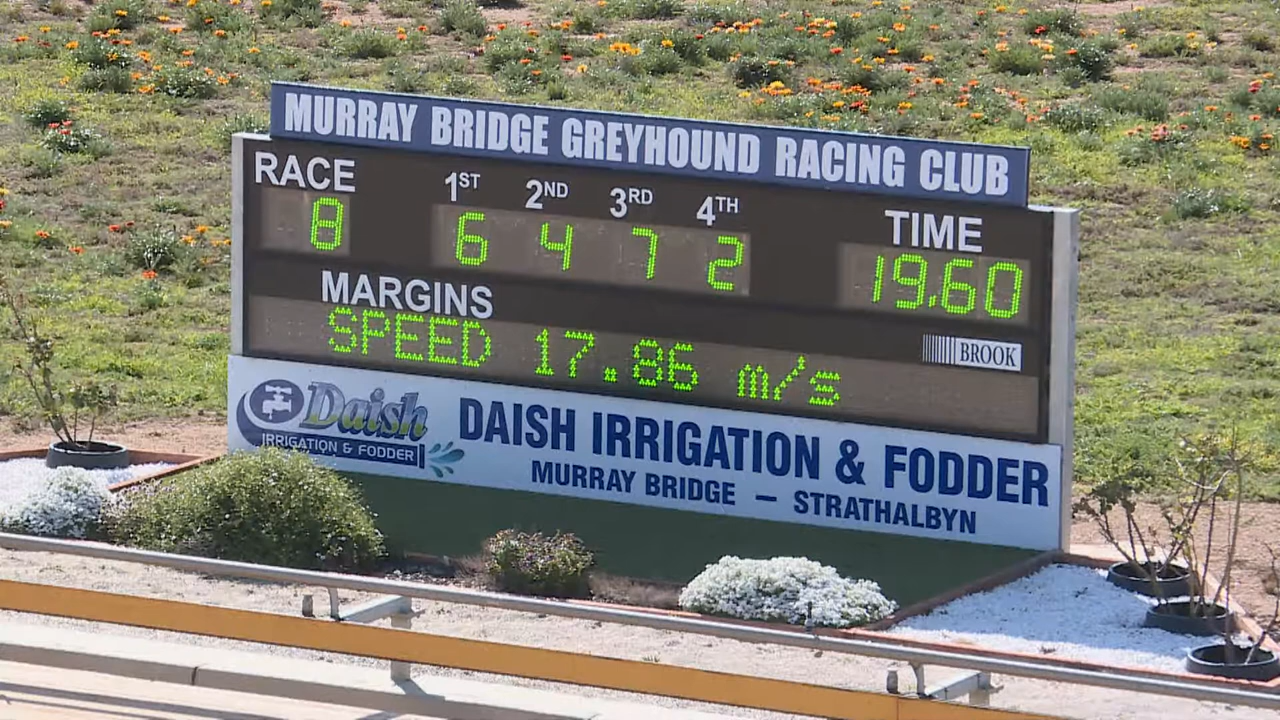 MURRAY BRIDGE GREYHOUND RACING CLUB
RACE 1ST 2ND 3RD 4TH TIME
8 6 4 7 2 19.60
MARGINS
SPEED 17.86 m/s
BROOK
Daish
IRRIGATION & FODDER
DAISH IRRIGATION & FODDER
MURRAY BRIDGE – STRATHALBYN